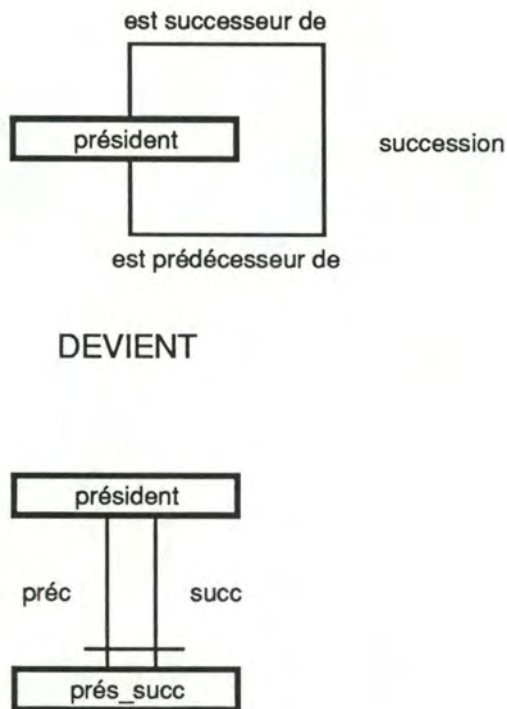 est successeur de
président
succession
est prédécesseur de
DEVIENT
président
préc succ
prés_succ